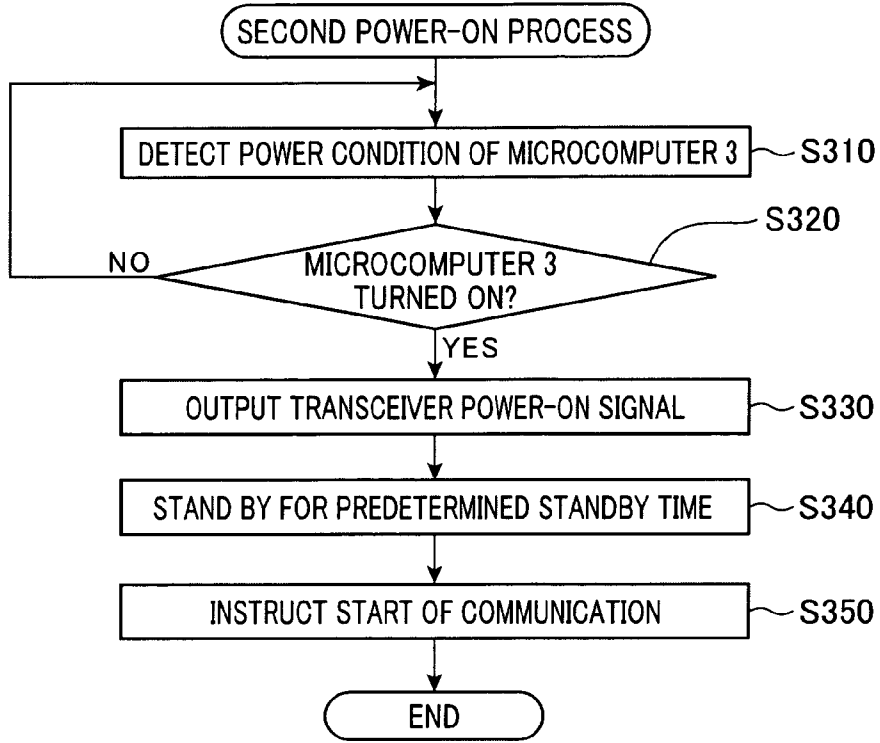 SECOND POWER-ON PROCESS
DETECT POWER CONDITION OF MICROCOMPUTER 3
S310
S320
NO
MICROCOMPUTER 3
TURNED ON?
YES
OUTPUT TRANSCEIVER POWER-ON SIGNAL
S330
STAND BY FOR PREDETERMINED STANDBY TIME
S340
INSTRUCT START OF COMMUNICATION
S350
END